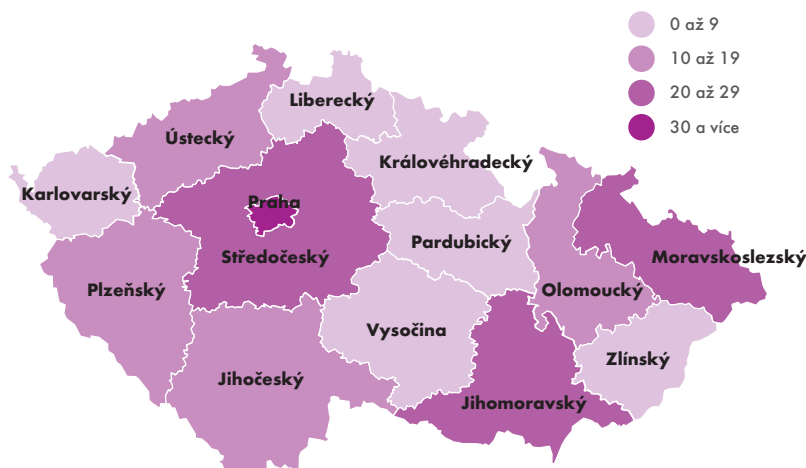 0 až 9
10 až 19
20 až 29
30 a více
Liberecký
Ústecký
Královéhradecký
Karlovarský
Praha
Pardubický
Středočeský
Moravskoslezský
Plzeňský
Olomoucký
Vysočina
Zlínský
Jihočeský
Jihomoravský